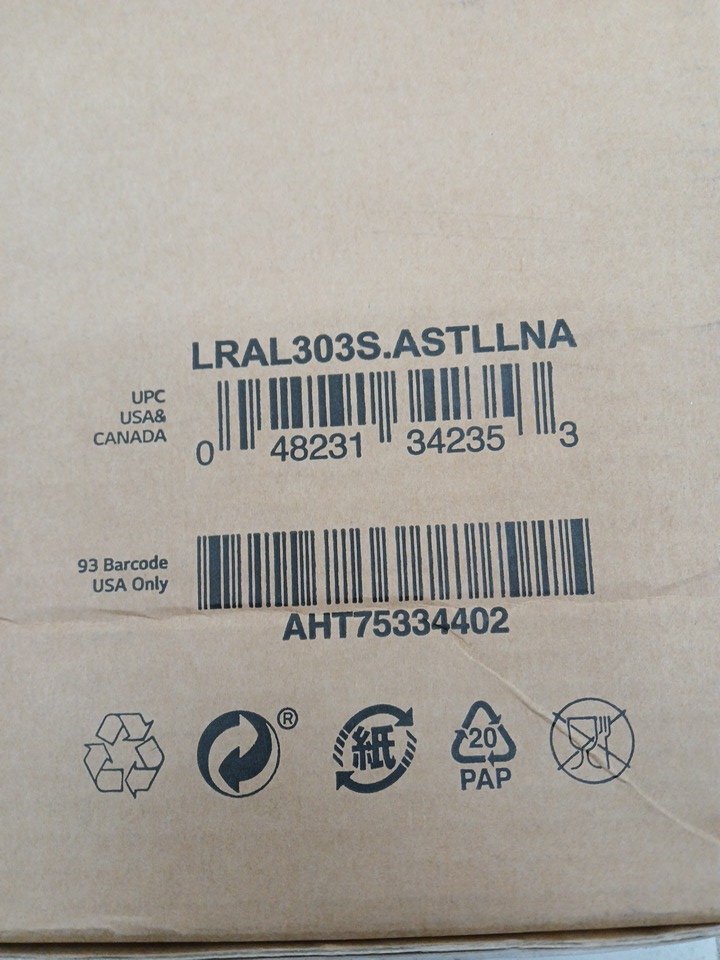 LRAL303S.ASTLLNA
UPC
USA&
CANADA
0 48231 34235 3
93 Barcode
USA Only
AHT75334402
®
紙
20
PAP